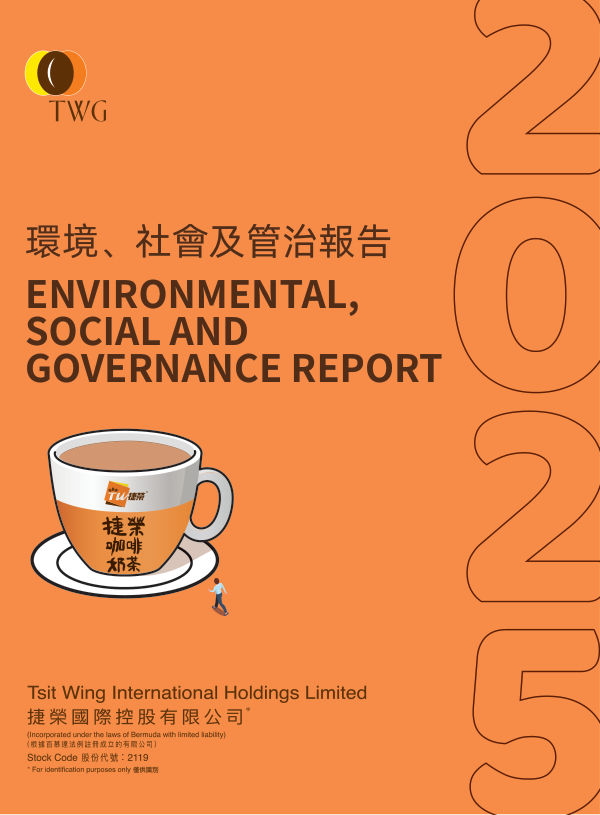 TWG
2025
環境、社會及管治報告
ENVIRONMENTAL,
SOCIAL AND
GOVERNANCE REPORT
TW捷榮
捷榮
咖啡
奶茶
Tsit Wing International Holdings Limited
捷榮國際控股有限公司*
(Incorporated under the laws of Bermuda with limited liability)
(根據百慕達法例註冊成立的有限公司)
Stock Code 股份代號：2119
* For identification purposes only 僅供識別